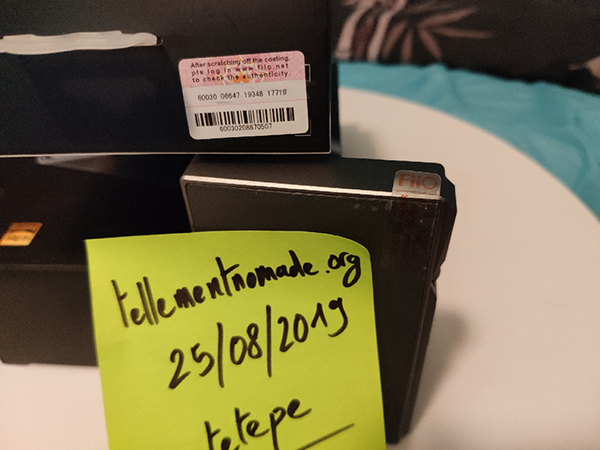 After scratching off the coating,
pls log in www.fiio.net
to check the authenticity.
60030 06647 19348 17719
60030208870507
FiiO
tellementnomade.org
25/08/2019
tetepe